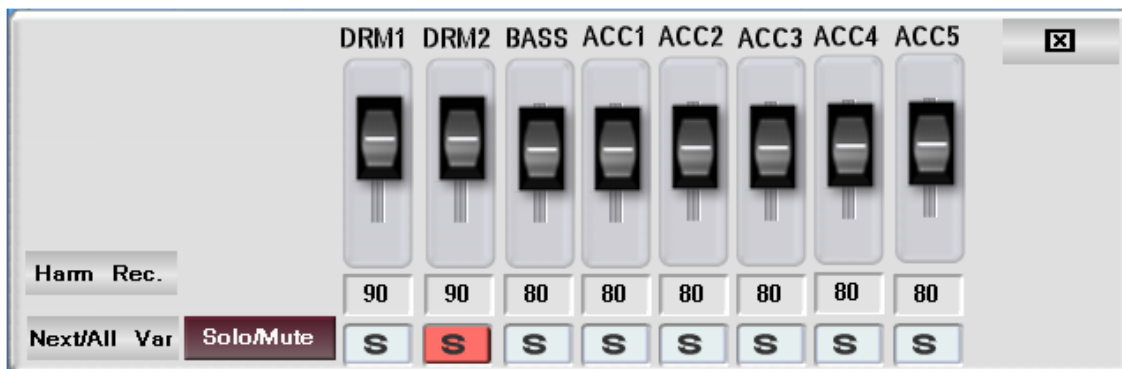 DRM1 DRM2 BASS ACC1 ACC2 ACC3 ACC4 ACC5
Harm Rec.
90 90 80 80 80 80 80 80
Next/All Var Solo/Mute S S S S S S S S